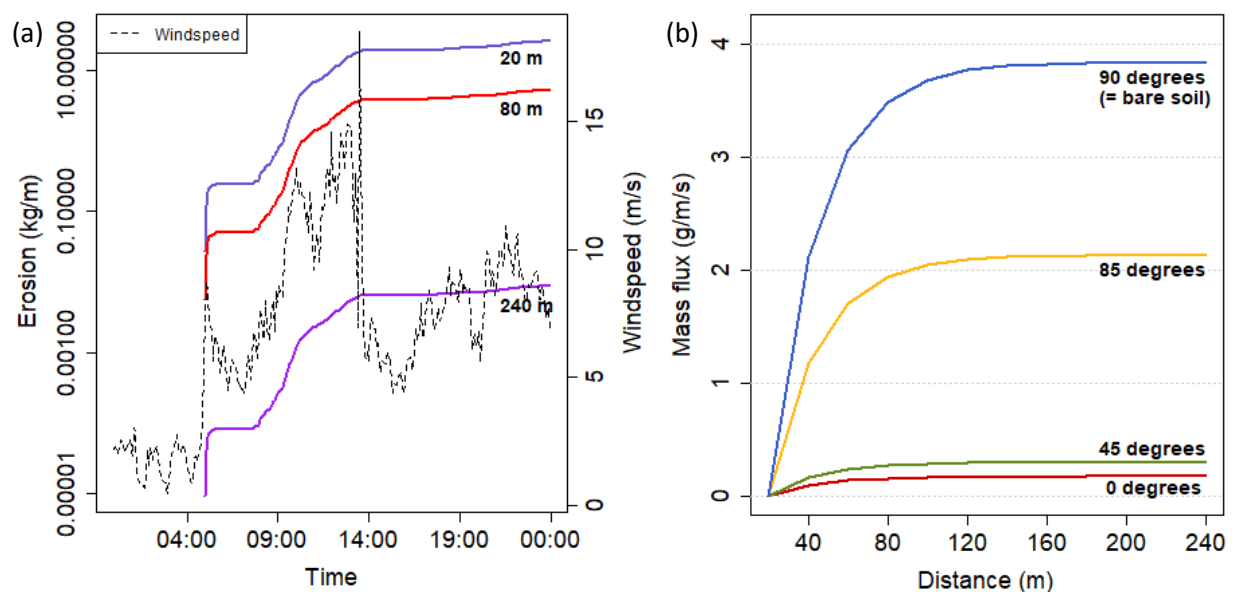 (a)
Windspeed
20 m
80 m
240 m
10.00000
0.10000
0.00100
0.00001
Erosion (kg/m)
15
10
5
0
Windspeed (m/s)
04:00
09:00
14:00
19:00
00:00
Time
(b)
4
3
2
1
0
Mass flux (g/m/s)
90 degrees
(= bare soil)
85 degrees
45 degrees
0 degrees
40
80
120
160
200
240
Distance (m)